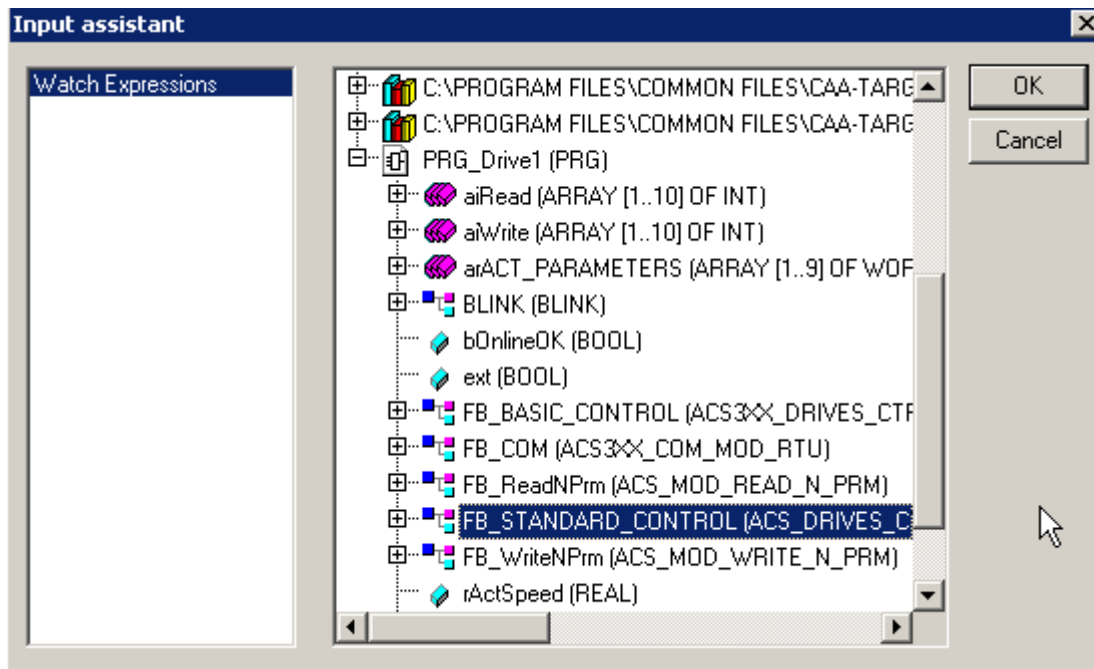 Input assistant
Watch Expressions
C:\PROGRAM FILES\COMMON FILES\CAA-TARG
C:\PROGRAM FILES\COMMON FILES\CAA-TARG
PRG_Drive1 (PRG)
aiRead (ARRAY [1..10] OF INT)
aiWrite (ARRAY [1..10] OF INT)
arACT_PARAMETERS (ARRAY [1..9] OF WOF
BLINK (BLINK)
bOnlineOK (BOOL)
ext (BOOL)
FB_BASIC_CONTROL (ACS3XX_DRIVES_CTF
FB_COM (ACS3XX_COM_MOD_RTU)
FB_ReadNPrm (ACS_MOD_READ_N_PRM)
FB_STANDARD_CONTROL (ACS_DRIVES_C
FB_WriteNPrm (ACS_MOD_WRITE_N_PRM)
rActSpeed (REAL)
OK
Cancel